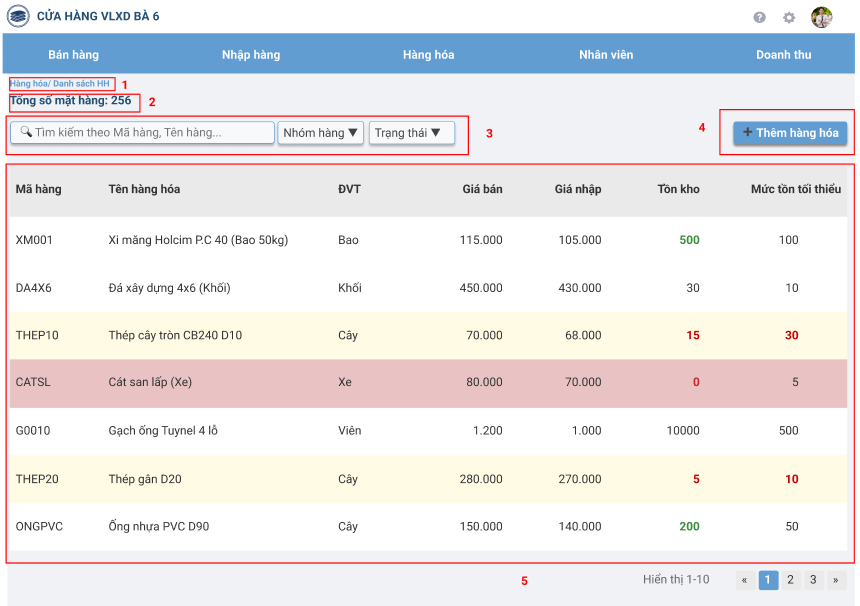 CỬA HÀNG VLXD BÀ 6
Bán hàng Nhập hàng Hàng hóa Nhân viên Doanh thu
Hàng hóa/ Danh sách HH 1
Tổng số mặt hàng: 256 2
Tìm kiếm theo Mã hàng, Tên hàng... Nhóm hàng ▼ Trạng thái ▼ 3 4 + Thêm hàng hóa
Mã hàng Tên hàng hóa ĐVT Giá bán Giá nhập Tồn kho Mức tồn tối thiểu
XM001 Xi măng Holcim P.C 40 (Bao 50kg) Bao 115.000 105.000 500 100
DA4X6 Đá xây dựng 4x6 (Khối) Khối 450.000 430.000 30 10
THEP10 Thép cây tròn CB240 D10 Cây 70.000 68.000 15 30
CATSL Cát san lấp (Xe) Xe 80.000 70.000 0 5
G0010 Gạch ống Tuynel 4 lỗ Viên 1.200 1.000 10000 500
THEP20 Thép gân D20 Cây 280.000 270.000 5 10
ONGPVC Ống nhựa PVC D90 Cây 150.000 140.000 200 50
5 Hiển thị 1-10 « 1 2 3 »